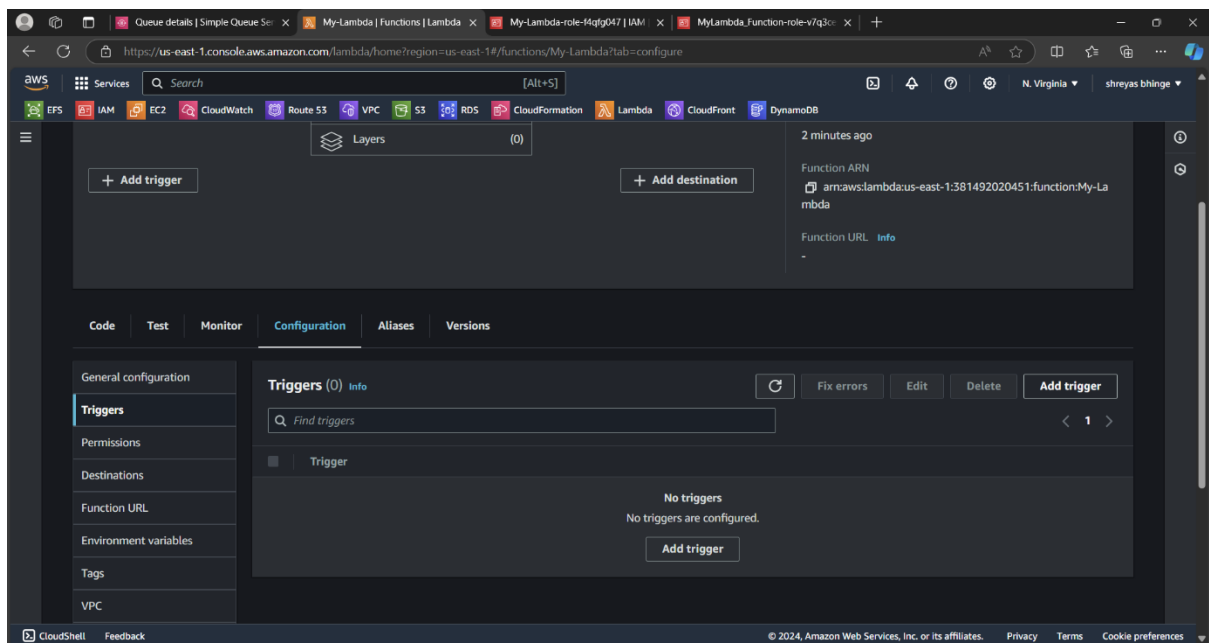 Queue details | Simple Queue Ser
My-Lambda | Functions | Lambda
My-Lambda-role-f4qfg047 | IAM |
MyLambda_Function-role-v7q3ce
https://us-east-1.console.aws.amazon.com/lambda/home?region=us-east-1#/functions/My-Lambda?tab=configure
aws
Services
Search
[Alt+S]
N. Virginia
shreyas bhinge
EFS
IAM
EC2
CloudWatch
Route 53
VPC
S3
RDS
CloudFormation
Lambda
CloudFront
DynamoDB
Layers
(0)
2 minutes ago
+ Add trigger
+ Add destination
Function ARN
arn:aws:lambda:us-east-1:381492020451:function:My-La
mbda
Function URL Info
-
Code
Test
Monitor
Configuration
Aliases
Versions
General configuration
Triggers
Permissions
Destinations
Function URL
Environment variables
Tags
VPC
Triggers (0) Info
Fix errors
Edit
Delete
Add trigger
Find triggers
1
Trigger
No triggers
No triggers are configured.
Add trigger
CloudShell
Feedback
© 2024, Amazon Web Services, Inc. or its affiliates.
Privacy
Terms
Cookie preferences